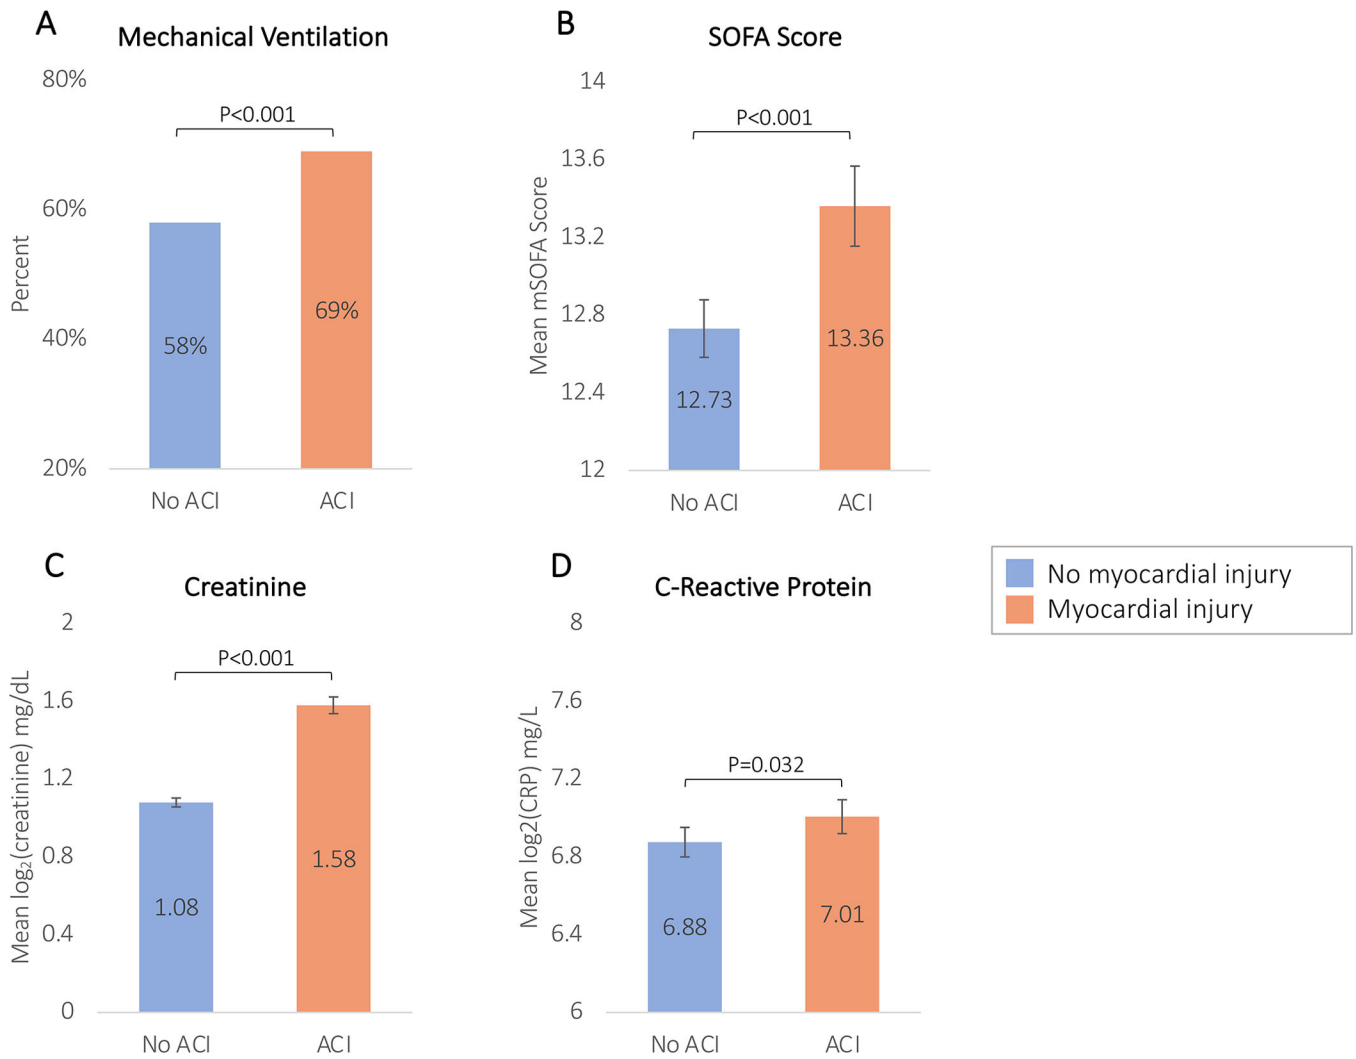 A
Mechanical Ventilation
80%
P<0.001
60%
Percent
69%
58%
40%
20%
No ACI
ACI
B
SOFA Score
14
P<0.001
13.6
Mean mSOFA Score
13.2
12.8
13.36
12.73
12.4
12
No ACI
ACI
C
Creatinine
2
P<0.001
1.6
Mean log₂(creatinine) mg/dL
1.2
0.8
1.58
1.08
0.4
0
No ACI
ACI
D
C-Reactive Protein
8
7.6
Mean log2(CRP) mg/L
P=0.032
7.2
6.8
7.01
6.88
6.4
6
No ACI
ACI
No myocardial injury
Myocardial injury